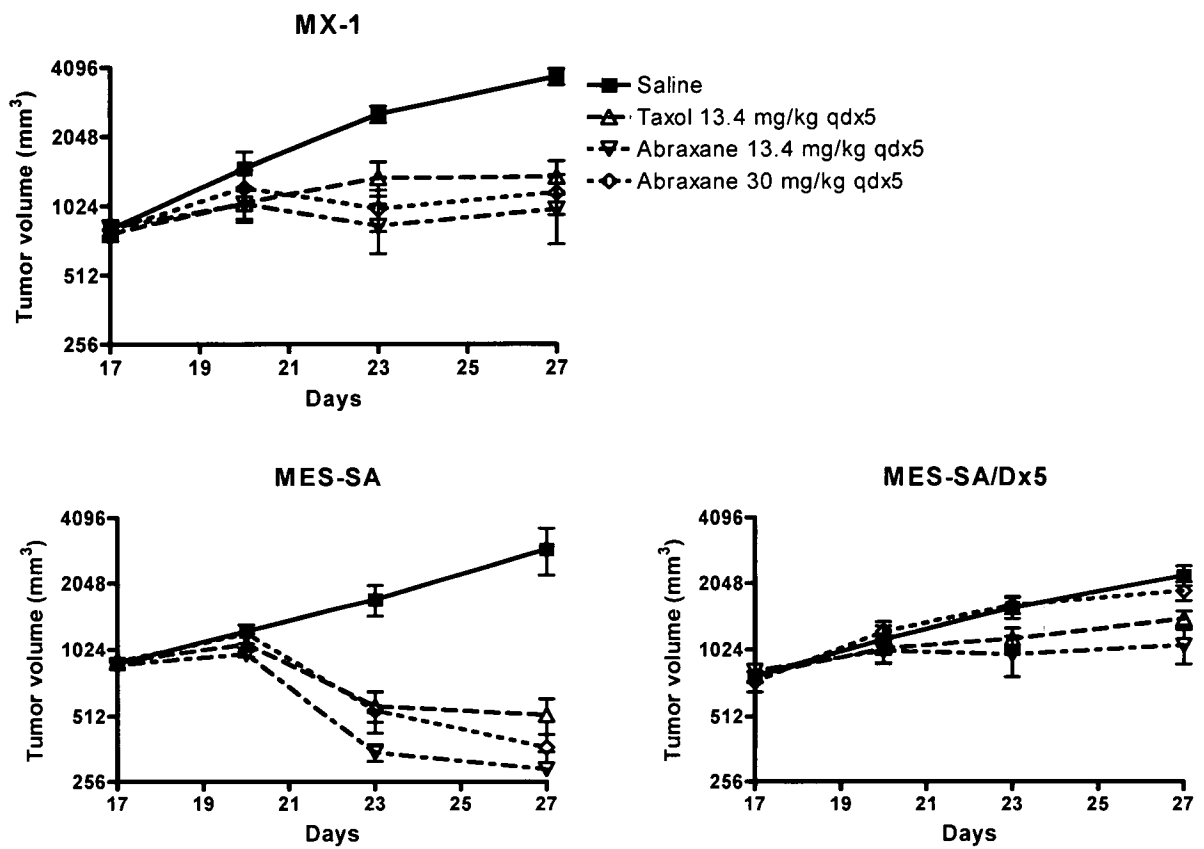 MX-1
4096
2048
1024
512
256
Tumor volume (mm³)
17 19 21 23 25 27
Days
Saline
Taxol 13.4 mg/kg qdx5
Abraxane 13.4 mg/kg qdx5
Abraxane 30 mg/kg qdx5
MES-SA
4096
2048
1024
512
256
Tumor volume (mm³)
17 19 21 23 25 27
Days
MES-SA/Dx5
4096
2048
1024
512
256
Tumor volume (mm³)
17 19 21 23 25 27
Days